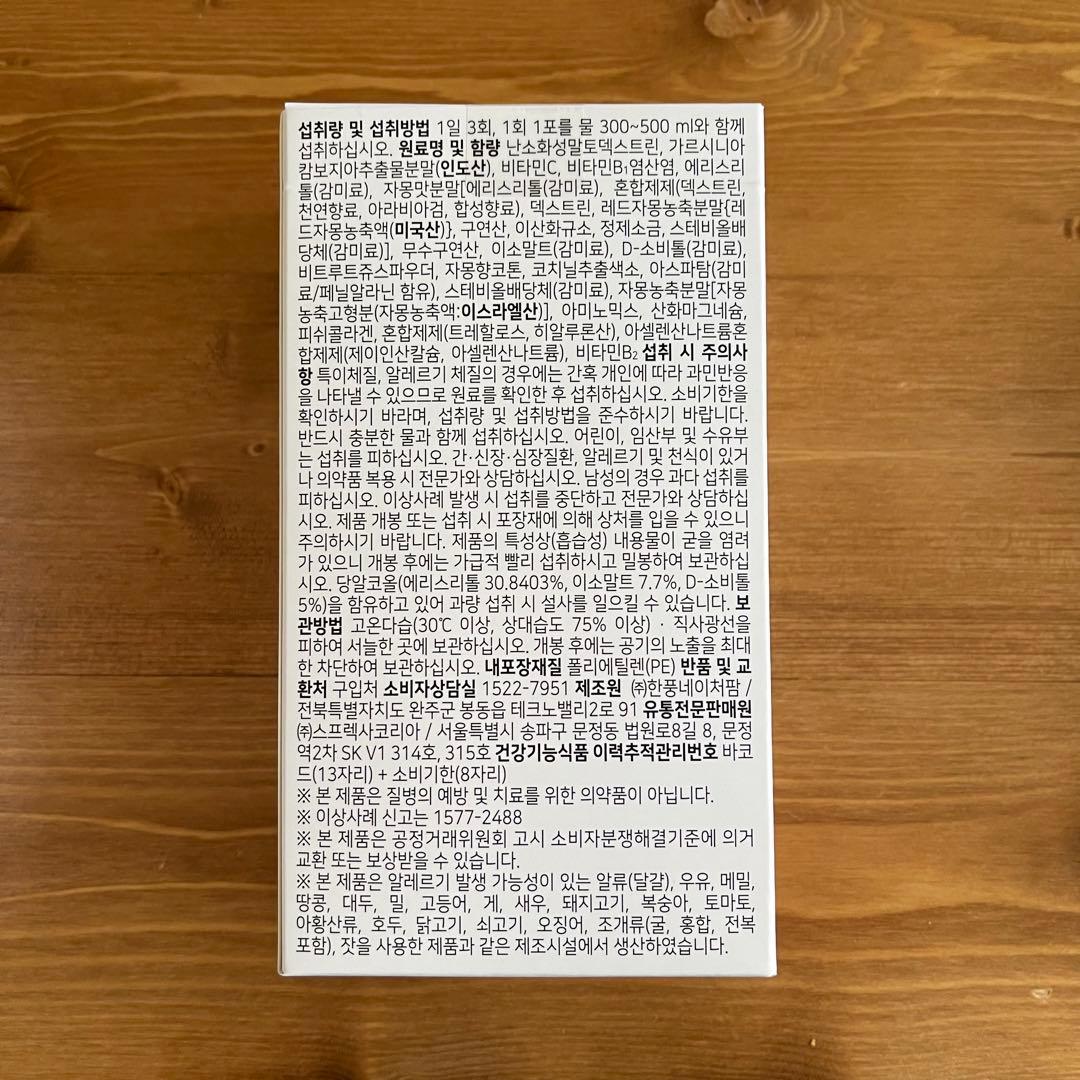 섭취량 및 섭취방법 1일 3회, 1회 1포를 물 300~500 ml와 함께
섭취하십시오. 원료명 및 함량 난소화성말토덱스트린, 가르시니아
캄보지아추출물분말(인도산), 비타민C, 비타민B₁염산염, 에리스리
톨(감미료), 자몽맛분말[에리스리톨(감미료), 혼합제제(덱스트린,
천연향료, 아라비아검, 합성향료), 덱스트린, 레드자몽농축분말{레
드자몽농축액(미국산)}, 구연산, 이산화규소, 정제소금, 스테비올배
당체(감미료)], 무수구연산, 이소말트(감미료), D-소비톨(감미료),
비트루트쥬스파우더, 자몽향코튼, 코치닐추출색소, 아스파탐(감미
료/페닐알라닌 함유), 스테비올배당체(감미료), 자몽농축분말[자몽
농축고형분(자몽농축액:이스라엘산)], 아미노믹스, 산화마그네슘,
피쉬콜라겐, 혼합제제(트레할로스, 히알루론산), 아셀렌산나트륨혼
합제제(제이인산칼슘, 아셀렌산나트륨), 비타민B₂ 섭취 시 주의사
항 특이체질, 알레르기 체질의 경우에는 간혹 개인에 따라 과민반응
을 나타낼 수 있으므로 원료를 확인한 후 섭취하십시오. 소비기한을
확인하시기 바라며, 섭취량 및 섭취방법을 준수하시기 바랍니다.
반드시 충분한 물과 함께 섭취하십시오. 어린이, 임산부 및 수유부
는 섭취를 피하십시오. 간·신장·심장질환, 알레르기 및 천식이 있거
나 의약품 복용 시 전문가와 상담하십시오. 남성의 경우 과다 섭취를
피하십시오. 이상사례 발생 시 섭취를 중단하고 전문가와 상담하십
시오. 제품 개봉 또는 섭취 시 포장재에 의해 상처를 입을 수 있으니
주의하시기 바랍니다. 제품의 특성상(흡습성) 내용물이 굳을 염려
가 있으니 개봉 후에는 가급적 빨리 섭취하시고 밀봉하여 보관하십
시오. 당알코올(에리스리톨 30.8403%, 이소말트 7.7%, D-소비톨
5%)을 함유하고 있어 과량 섭취 시 설사를 일으킬 수 있습니다. 보
관방법 고온다습(30℃ 이상, 상대습도 75% 이상) · 직사광선을
피하여 서늘한 곳에 보관하십시오. 개봉 후에는 공기의 노출을 최대
한 차단하여 보관하십시오. 내포장재질 폴리에틸렌(PE) 반품 및 교
환처 구입처 소비자상담실 1522-7951 제조원 ㈜한풍네이처팜 /
전북특별자치도 완주군 봉동읍 테크노밸리2로 91 유통전문판매원
㈜스프렉사코리아 / 서울특별시 송파구 문정동 법원로8길 8, 문정
역2차 SK V1 314호, 315호 건강기능식품 이력추적관리번호 바코
드(13자리) + 소비기한(8자리)
※ 본 제품은 질병의 예방 및 치료를 위한 의약품이 아닙니다.
※ 이상사례 신고는 1577-2488
※ 본 제품은 공정거래위원회 고시 소비자분쟁해결기준에 의거
교환 또는 보상받을 수 있습니다.
※ 본 제품은 알레르기 발생 가능성이 있는 알류(달걀), 우유, 메밀,
땅콩, 대두, 밀, 고등어, 게, 새우, 돼지고기, 복숭아, 토마토,
아황산류, 호두, 닭고기, 쇠고기, 오징어, 조개류(굴, 홍합, 전복
포함), 잣을 사용한 제품과 같은 제조시설에서 생산하였습니다.